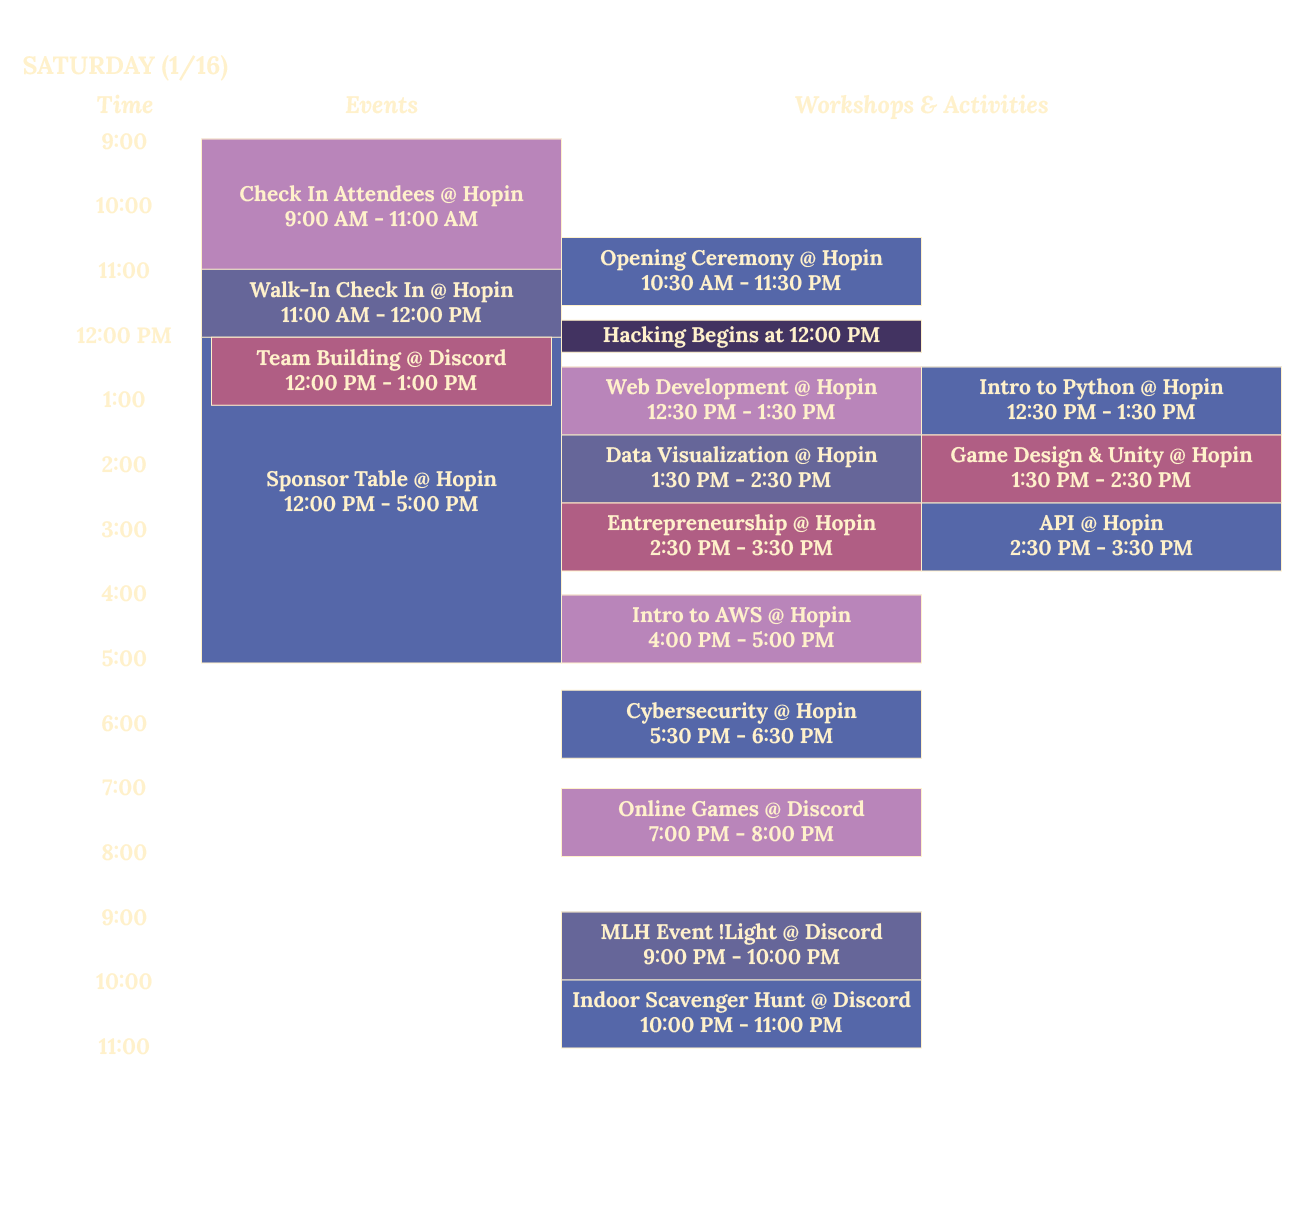 SATURDAY (1/16)
Time
Events
Workshops & Activities
9:00
Check In Attendees @ Hopin
9:00 AM - 11:00 AM
10:00
Opening Ceremony @ Hopin
10:30 AM - 11:30 PM
11:00
Walk-In Check In @ Hopin
11:00 AM - 12:00 PM
12:00 PM
Hacking Begins at 12:00 PM
Team Building @ Discord
12:00 PM - 1:00 PM
Web Development @ Hopin
12:30 PM - 1:30 PM
Intro to Python @ Hopin
12:30 PM - 1:30 PM
1:00
Data Visualization @ Hopin
1:30 PM - 2:30 PM
Game Design & Unity @ Hopin
1:30 PM - 2:30 PM
2:00
Sponsor Table @ Hopin
12:00 PM - 5:00 PM
Entrepreneurship @ Hopin
2:30 PM - 3:30 PM
API @ Hopin
2:30 PM - 3:30 PM
3:00
4:00
Intro to AWS @ Hopin
4:00 PM - 5:00 PM
5:00
Cybersecurity @ Hopin
5:30 PM - 6:30 PM
6:00
7:00
Online Games @ Discord
7:00 PM - 8:00 PM
8:00
9:00
MLH Event !Light @ Discord
9:00 PM - 10:00 PM
10:00
Indoor Scavenger Hunt @ Discord
10:00 PM - 11:00 PM
11:00